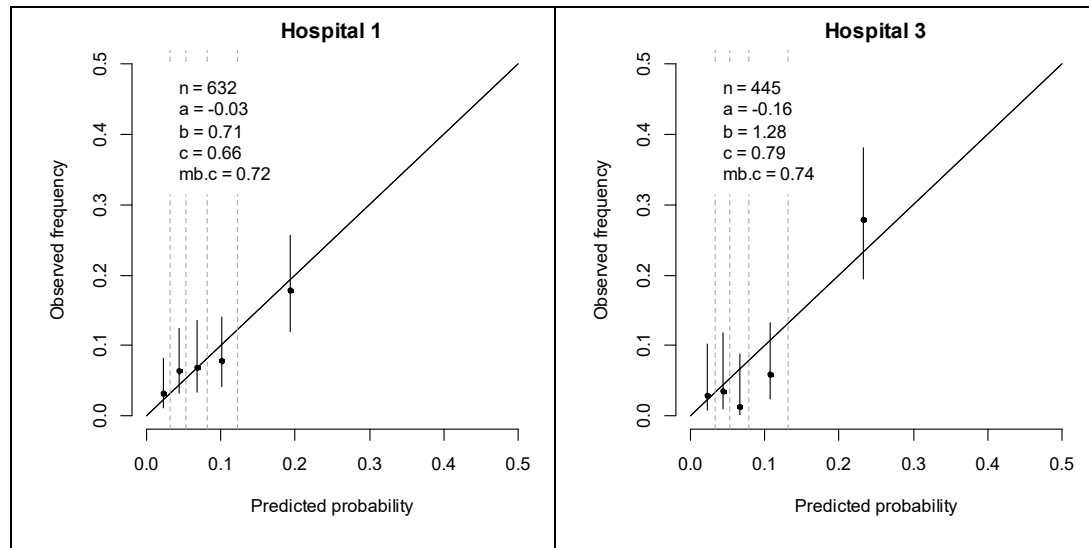 Hospital 1
n = 632
a = -0.03
b = 0.71
c = 0.66
mb.c = 0.72
Observed frequency
0.5
0.4
0.3
0.2
0.1
0.0
0.0 0.1 0.2 0.3 0.4 0.5
Predicted probability
Hospital 3
n = 445
a = -0.16
b = 1.28
c = 0.79
mb.c = 0.74
Observed frequency
0.5
0.4
0.3
0.2
0.1
0.0
0.0 0.1 0.2 0.3 0.4 0.5
Predicted probability